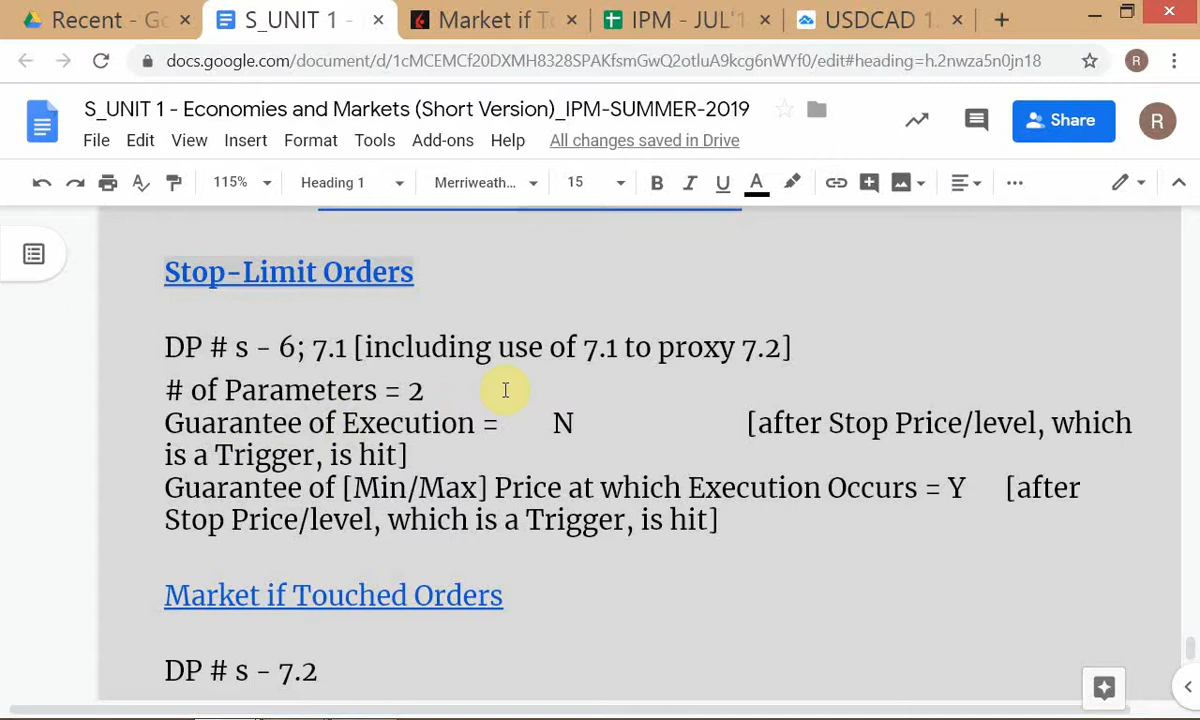 Recent - Go
S_UNIT 1 -
Market if To
IPM - JUL'1
USDCAD 1.
docs.google.com/document/d/1cMCEMCf20DXMH8328SPAKfsmGwQ2otluA9kcg6nWYf0/edit#heading=h.2nwza5n0jn18
R
S_UNIT 1 - Economies and Markets (Short Version)_IPM-SUMMER-2019
Share
R
File Edit View Insert Format Tools Add-ons Help All changes saved in Drive
115% Heading 1 Merriweath... 15 B I U A
Stop-Limit Orders
DP # s - 6; 7.1 [including use of 7.1 to proxy 7.2]
# of Parameters = 2
Guarantee of Execution = N [after Stop Price/level, which
is a Trigger, is hit]
Guarantee of [Min/Max] Price at which Execution Occurs = Y [after
Stop Price/level, which is a Trigger, is hit]
Market if Touched Orders
DP # s - 7.2